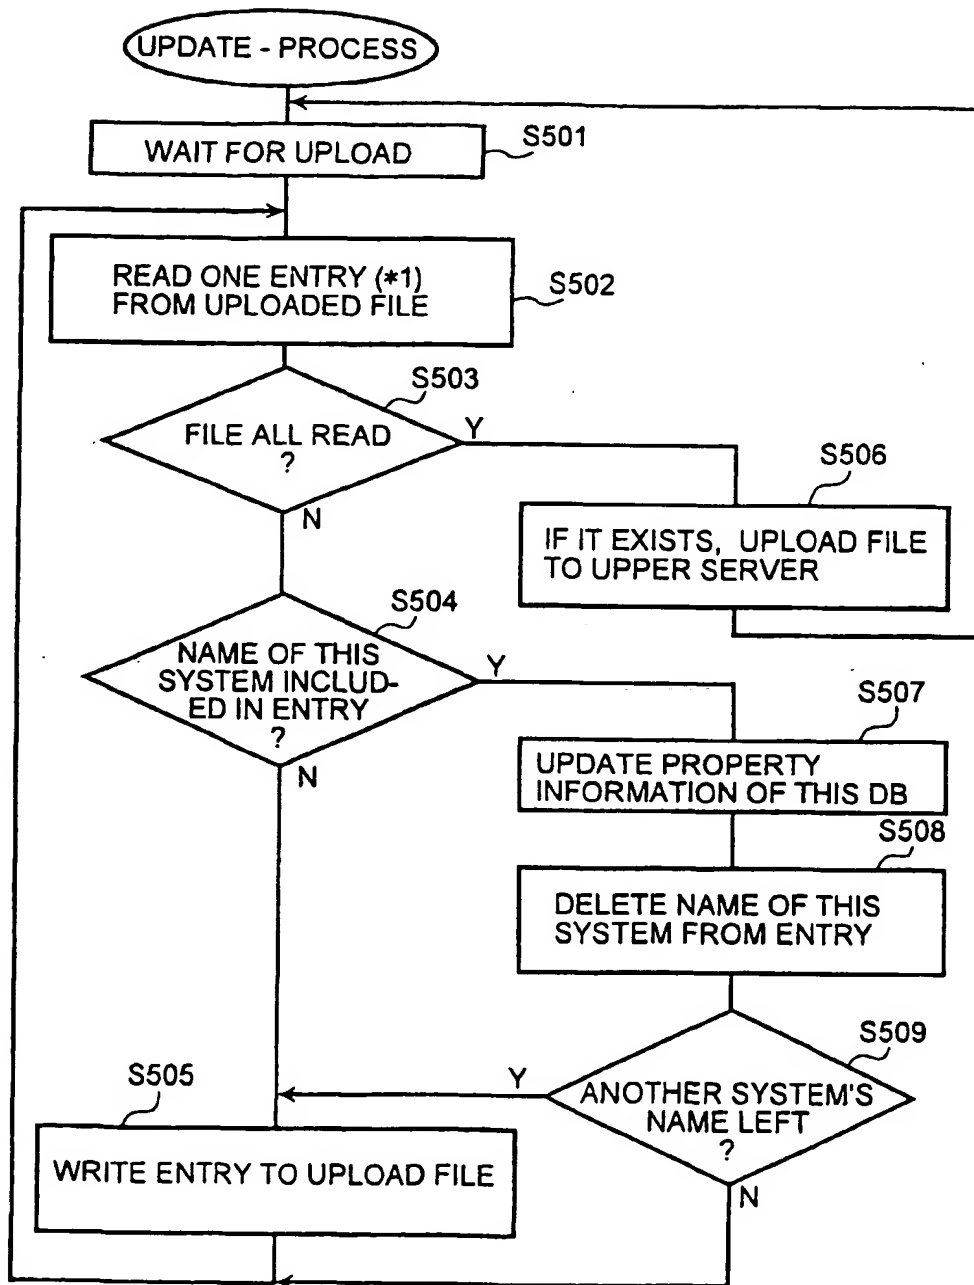 UPDATE - PROCESS
WAIT FOR UPLOAD
S501
READ ONE ENTRY (*1)
FROM UPLOADED FILE
S502
S503
FILE ALL READ
?
Y
N
S506
IF IT EXISTS, UPLOAD FILE
TO UPPER SERVER
S504
NAME OF THIS
SYSTEM INCLUD-
ED IN ENTRY
?
Y
N
S507
UPDATE PROPERTY
INFORMATION OF THIS DB
S508
DELETE NAME OF THIS
SYSTEM FROM ENTRY
S509
ANOTHER SYSTEM'S
NAME LEFT
?
Y
N
S505
WRITE ENTRY TO UPLOAD FILE